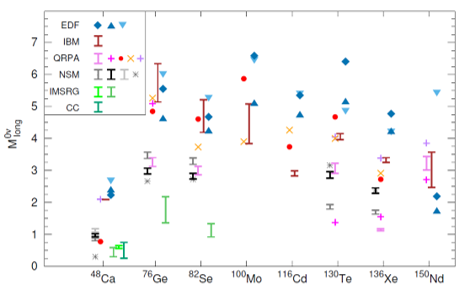 EDF
IBM
QRPA
NSM
IMSRG
CC
7
6
5
4
3
2
1
0
M^{0ν}_{long}
⁴⁸Ca ⁷⁶Ge ⁸²Se ¹⁰⁰Mo ¹¹⁶Cd ¹³⁰Te ¹³⁶Xe ¹⁵⁰Nd